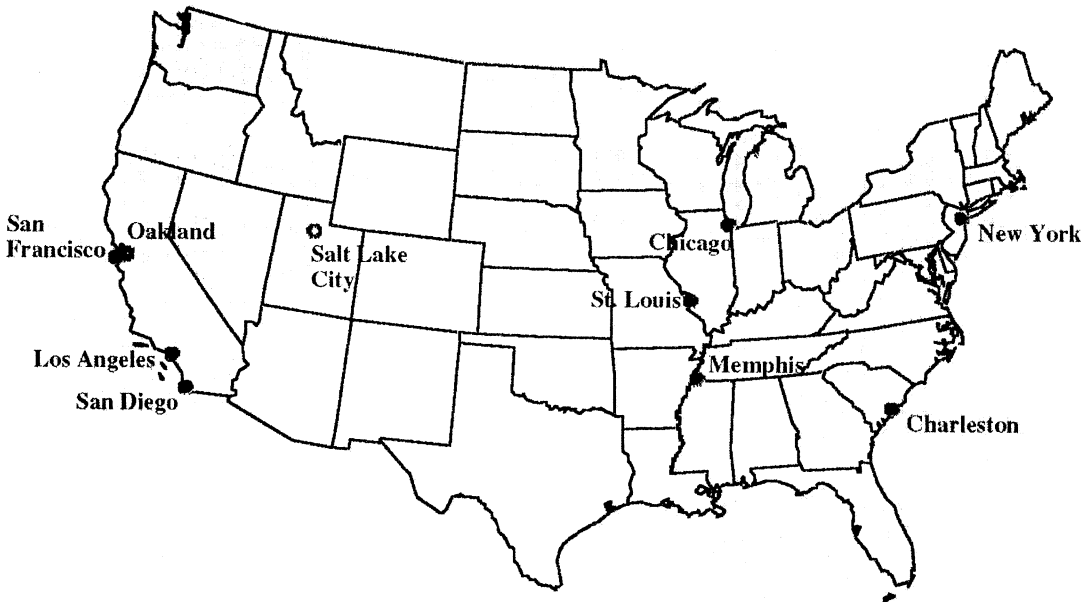 San
Francisco
Oakland
Salt Lake
City
Chicago
New York
St. Louis
Los Angeles
San Diego
Memphis
Charleston